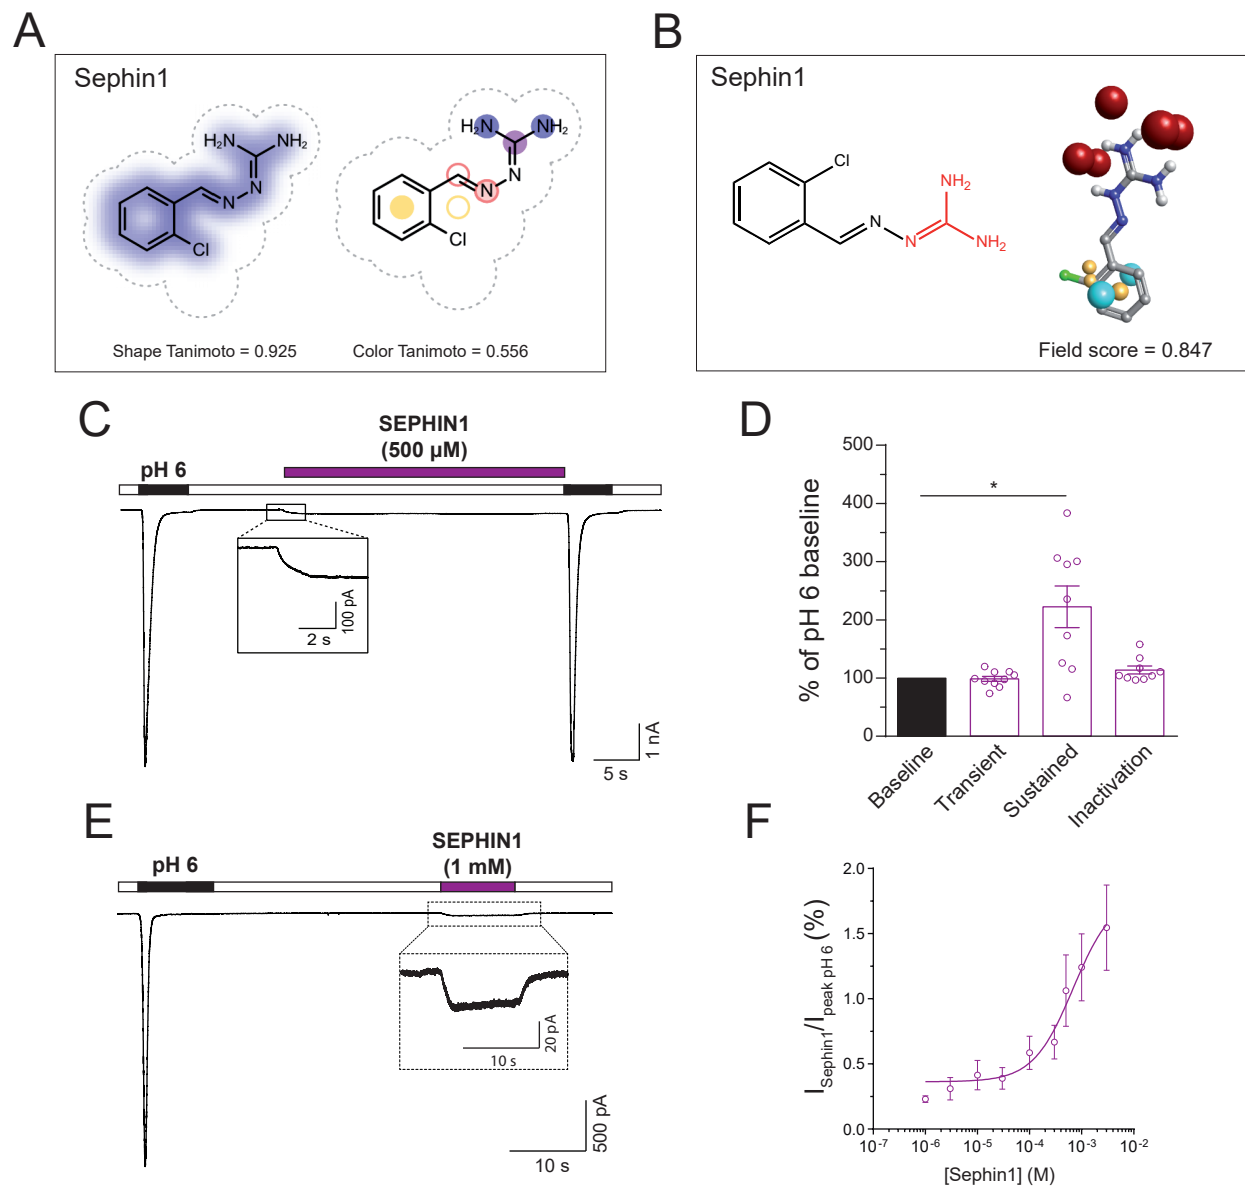 A
Sephin1
H₂N NH₂
N
N
Cl
H₂N NH₂
N
N
Cl
Shape Tanimoto = 0.925
Color Tanimoto = 0.556
B
Sephin1
Cl
NH₂
N
N
NH₂
Field score = 0.847
C
SEPHIN1
(500 µM)
pH 6
100 pA
2 s
1 nA
5 s
D
% of pH 6 baseline
500
400
300
200
100
0
*
Baseline
Transient
Sustained
Inactivation
E
SEPHIN1
(1 mM)
pH 6
20 pA
10 s
500 pA
10 s
F
I Sephin1/I peak pH 6 (%)
2.0
1.5
1.0
0.5
0.0
10⁻⁷ 10⁻⁶ 10⁻⁵ 10⁻⁴ 10⁻³ 10⁻²
[Sephin1] (M)